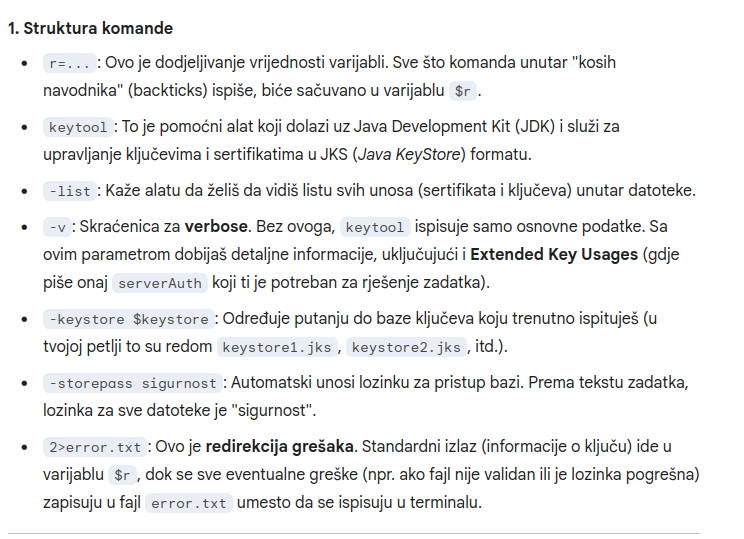 1. Struktura komande
r=... : Ovo je dodjeljivanje vrijednosti varijabli. Sve što komanda unutar "kosih
navodnika" (backticks) ispiše, biće sačuvano u varijablu $r .
keytool : To je pomoćni alat koji dolazi uz Java Development Kit (JDK) i služi za
upravljanje ključevima i sertifikatima u JKS (Java KeyStore) formatu.
-list : Kaže alatu da želiš da vidiš listu svih unosa (sertifikata i ključeva) unutar datoteke.
-v : Skraćenica za verbose. Bez ovoga, keytool ispisuje samo osnovne podatke. Sa
ovim parametrom dobijaš detaljne informacije, uključujući i Extended Key Usages (gdje
piše onaj serverAuth koji ti je potreban za rješenje zadatka).
-keystore $keystore : Određuje putanju do baze ključeva koju trenutno ispituješ (u
tvojoj petlji to su redom keystore1.jks , keystore2.jks , itd.).
-storepass sigurnost : Automatski unosi lozinku za pristup bazi. Prema tekstu zadatka,
lozinka za sve datoteke je "sigurnost".
2>error.txt : Ovo je redirekcija grešaka. Standardni izlaz (informacije o ključu) ide u
varijablu $r , dok se sve eventualne greške (npr. ako fajl nije validan ili je lozinka pogrešna)
zapisuju u fajl error.txt umesto da se ispisuju u terminalu.